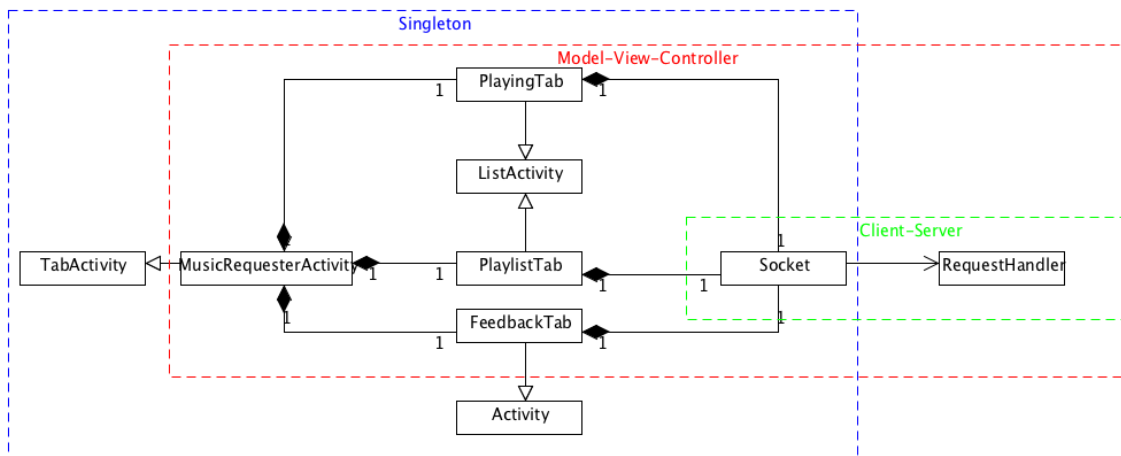 Singleton
Model-View-Controller
PlayingTab
1
1
ListActivity
Client-Server
1
1
TabActivity
MusicRequesterActivity
1
1
PlaylistTab
1
1
Socket
RequestHandler
1
1
FeedbackTab
1
1
Activity